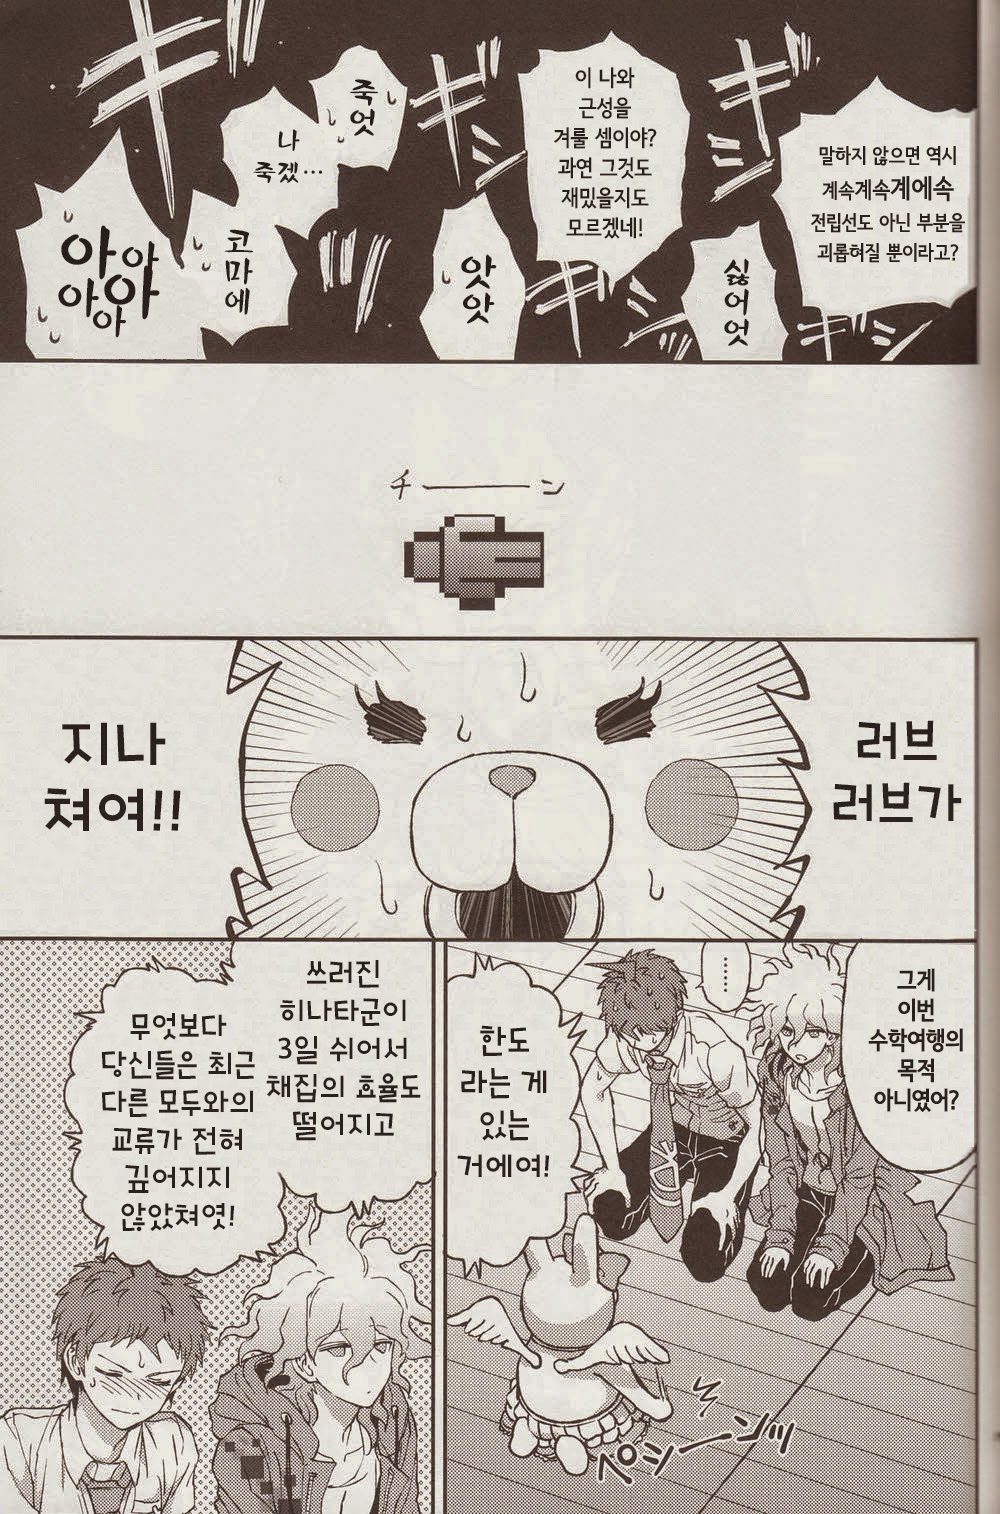 말하지 않으면 역시
계속계속계에속
전립선도 아닌 부분을
괴롭혀질 뿐이라고?
싫
어
엇
이 나와
근성을
겨룰 셈이야?
과연 그것도
재밌을지도
모르겠네!
앗
앗
죽
엇
나
죽겠…
코
마
에
아아
아아
아
ギシ
ギシ
ギシ
ギシ
チーーン
러브
러브가
지나
쳐여!!
그게
이번
수학여행의
목적
아니였어?
……
한도
라는 게
있는
거에여!
ペシーーンッ
쓰러진
히나타군이
3일 쉬어서
채집의 효율도
떨어지고
무엇보다
당신들은 최근
다른 모두와의
교류가 전혀
깊어지지
않았쳐엿!